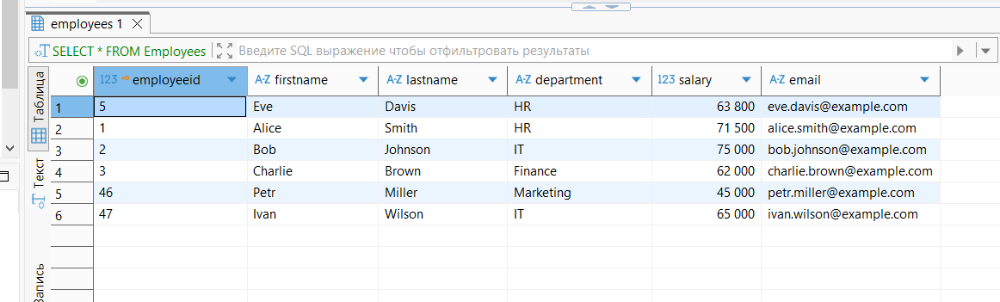 employees 1
SELECT * FROM Employees Введите SQL выражение чтобы отфильтровать результаты
Таблица
Текст
Запись
123 employeeid A-Z firstname A-Z lastname A-Z department 123 salary A-Z email
1 5 Eve Davis HR 63 800 eve.davis@example.com
2 1 Alice Smith HR 71 500 alice.smith@example.com
3 2 Bob Johnson IT 75 000 bob.johnson@example.com
4 3 Charlie Brown Finance 62 000 charlie.brown@example.com
5 46 Petr Miller Marketing 45 000 petr.miller@example.com
6 47 Ivan Wilson IT 65 000 ivan.wilson@example.com